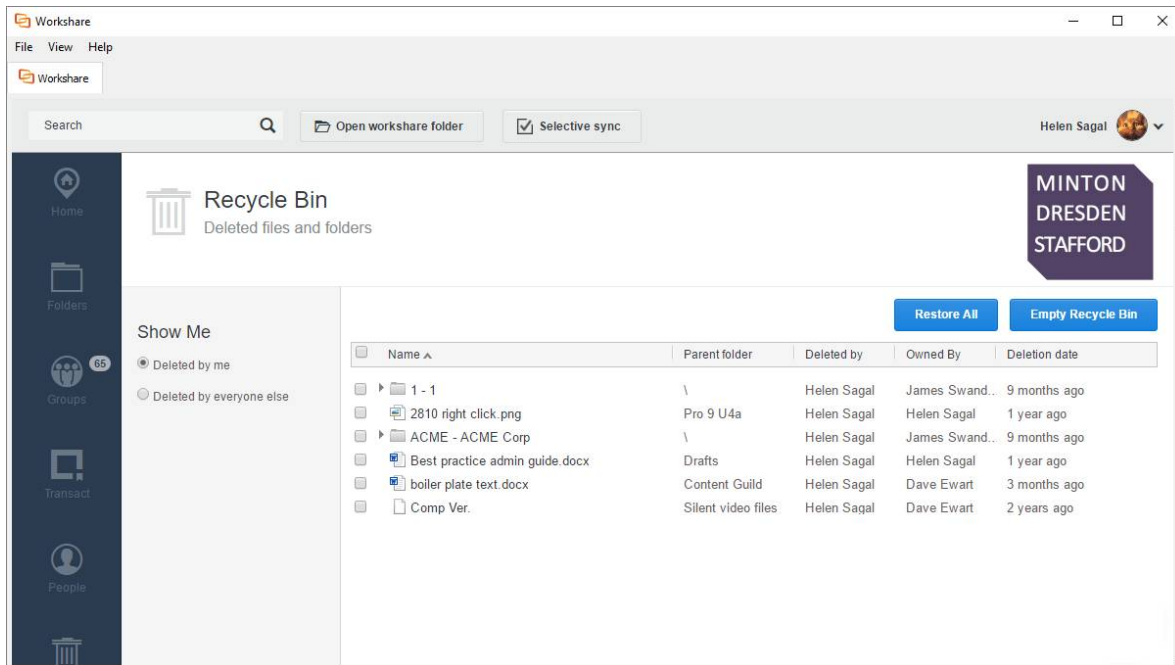 Workshare
File View Help
Workshare
Search Open workshare folder Selective sync Helen Sagal
Home
Folders
Groups 65
Transact
People
Recycle Bin
Deleted files and folders
MINTON
DRESDEN
STAFFORD
Show Me
Deleted by me
Deleted by everyone else
Restore All Empty Recycle Bin
Name Parent folder Deleted by Owned By Deletion date
1 - 1 \ Helen Sagal James Swand... 9 months ago
2810 right click.png Pro 9 U4a Helen Sagal Helen Sagal 1 year ago
ACME - ACME Corp \ Helen Sagal James Swand... 9 months ago
Best practice admin guide.docx Drafts Helen Sagal Helen Sagal 1 year ago
boiler plate text.docx Content Guild Helen Sagal Dave Ewart 3 months ago
Comp Ver. Silent video files Helen Sagal Dave Ewart 2 years ago